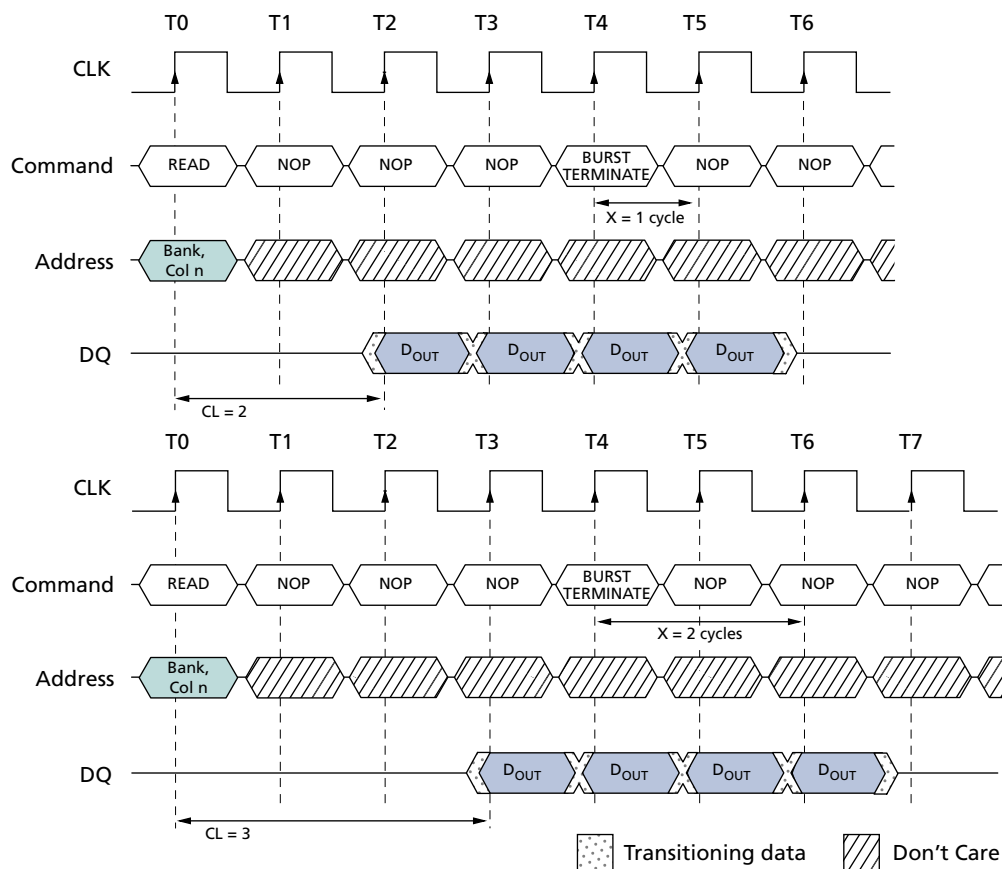 T0 T1 T2 T3 T4 T5 T6
CLK
Command READ NOP NOP NOP BURST TERMINATE NOP NOP
X = 1 cycle
Address Bank, Col n
DQ DOUT DOUT DOUT DOUT
CL = 2
T0 T1 T2 T3 T4 T5 T6 T7
CLK
Command READ NOP NOP NOP BURST TERMINATE NOP NOP NOP
X = 2 cycles
Address Bank, Col n
DQ DOUT DOUT DOUT DOUT
CL = 3
Transitioning data Don't Care